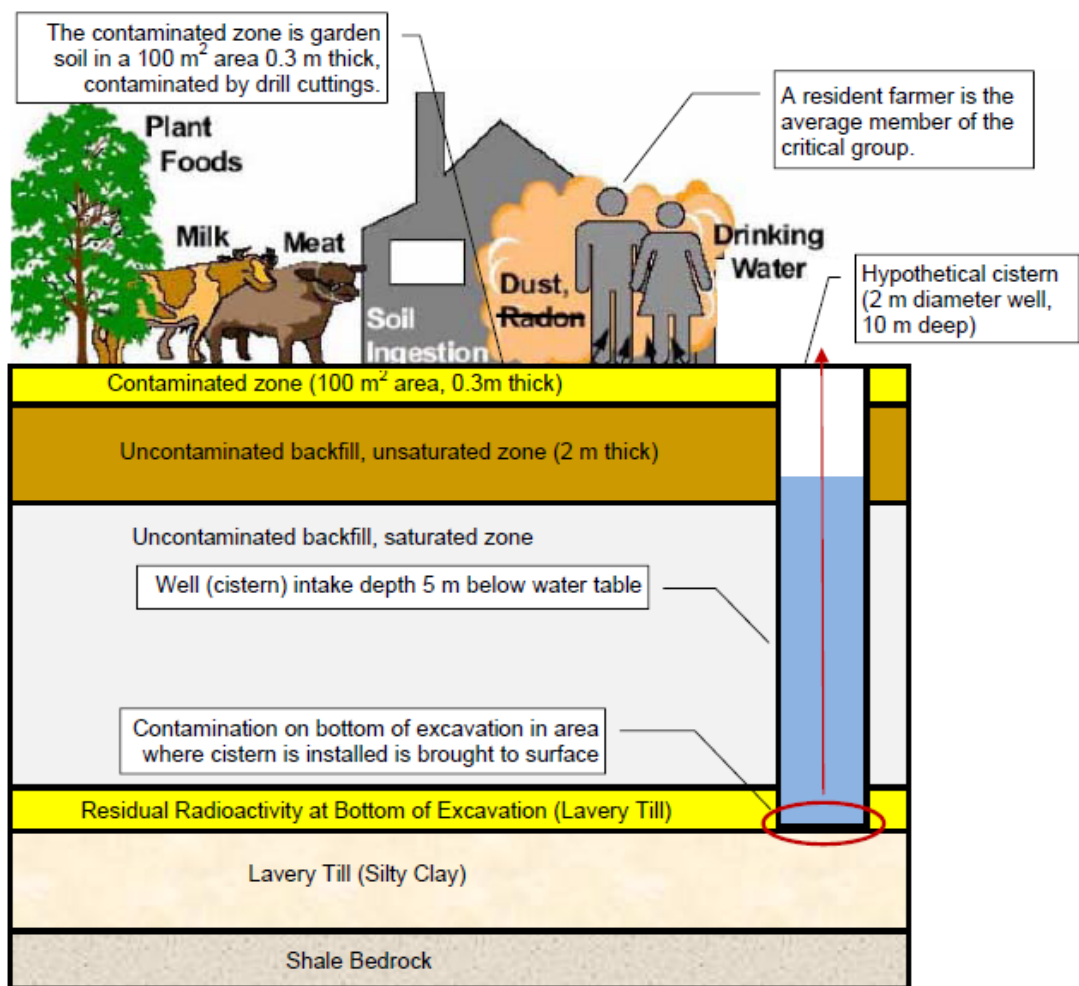 The contaminated zone is garden
soil in a 100 m² area 0.3 m thick,
contaminated by drill cuttings.
A resident farmer is the
average member of the
critical group.
Plant
Foods
Milk
Meat
Soil
Ingestion
Dust,
Radon
Drinking
Water
Hypothetical cistern
(2 m diameter well,
10 m deep)
Contaminated zone (100 m² area, 0.3m thick)
Uncontaminated backfill, unsaturated zone (2 m thick)
Uncontaminated backfill, saturated zone
Well (cistern) intake depth 5 m below water table
Contamination on bottom of excavation in area
where cistern is installed is brought to surface
Residual Radioactivity at Bottom of Excavation (Lavery Till)
Lavery Till (Silty Clay)
Shale Bedrock